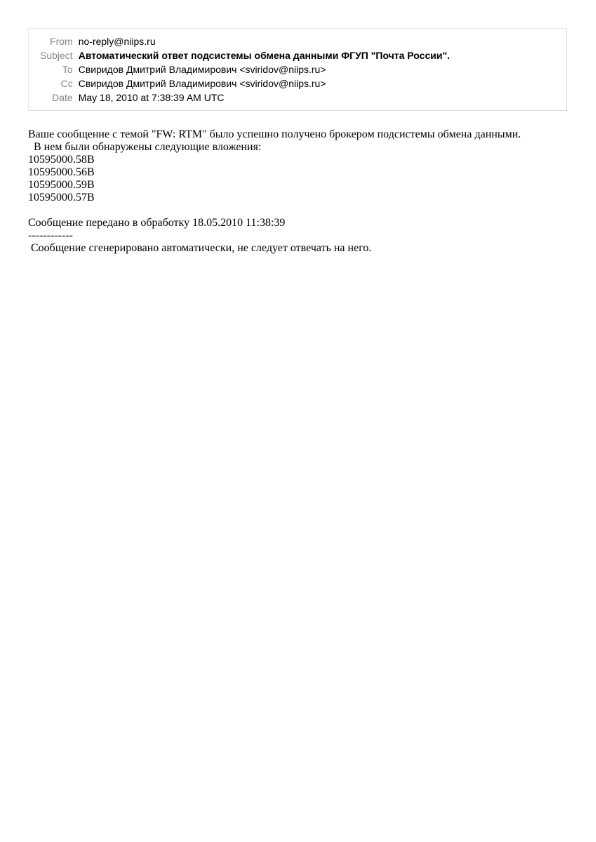 From no-reply@niips.ru
Subject Автоматический ответ подсистемы обмена данными ФГУП "Почта России".
To Свиридов Дмитрий Владимирович <sviridov@niips.ru>
Cc Свиридов Дмитрий Владимирович <sviridov@niips.ru>
Date May 18, 2010 at 7:38:39 AM UTC
Ваше сообщение с темой "FW: RTM" было успешно получено брокером подсистемы обмена данными.
В нем были обнаружены следующие вложения:
10595000.58B
10595000.56B
10595000.59B
10595000.57B
Сообщение передано в обработку 18.05.2010 11:38:39
------------
Сообщение сгенерировано автоматически, не следует отвечать на него.